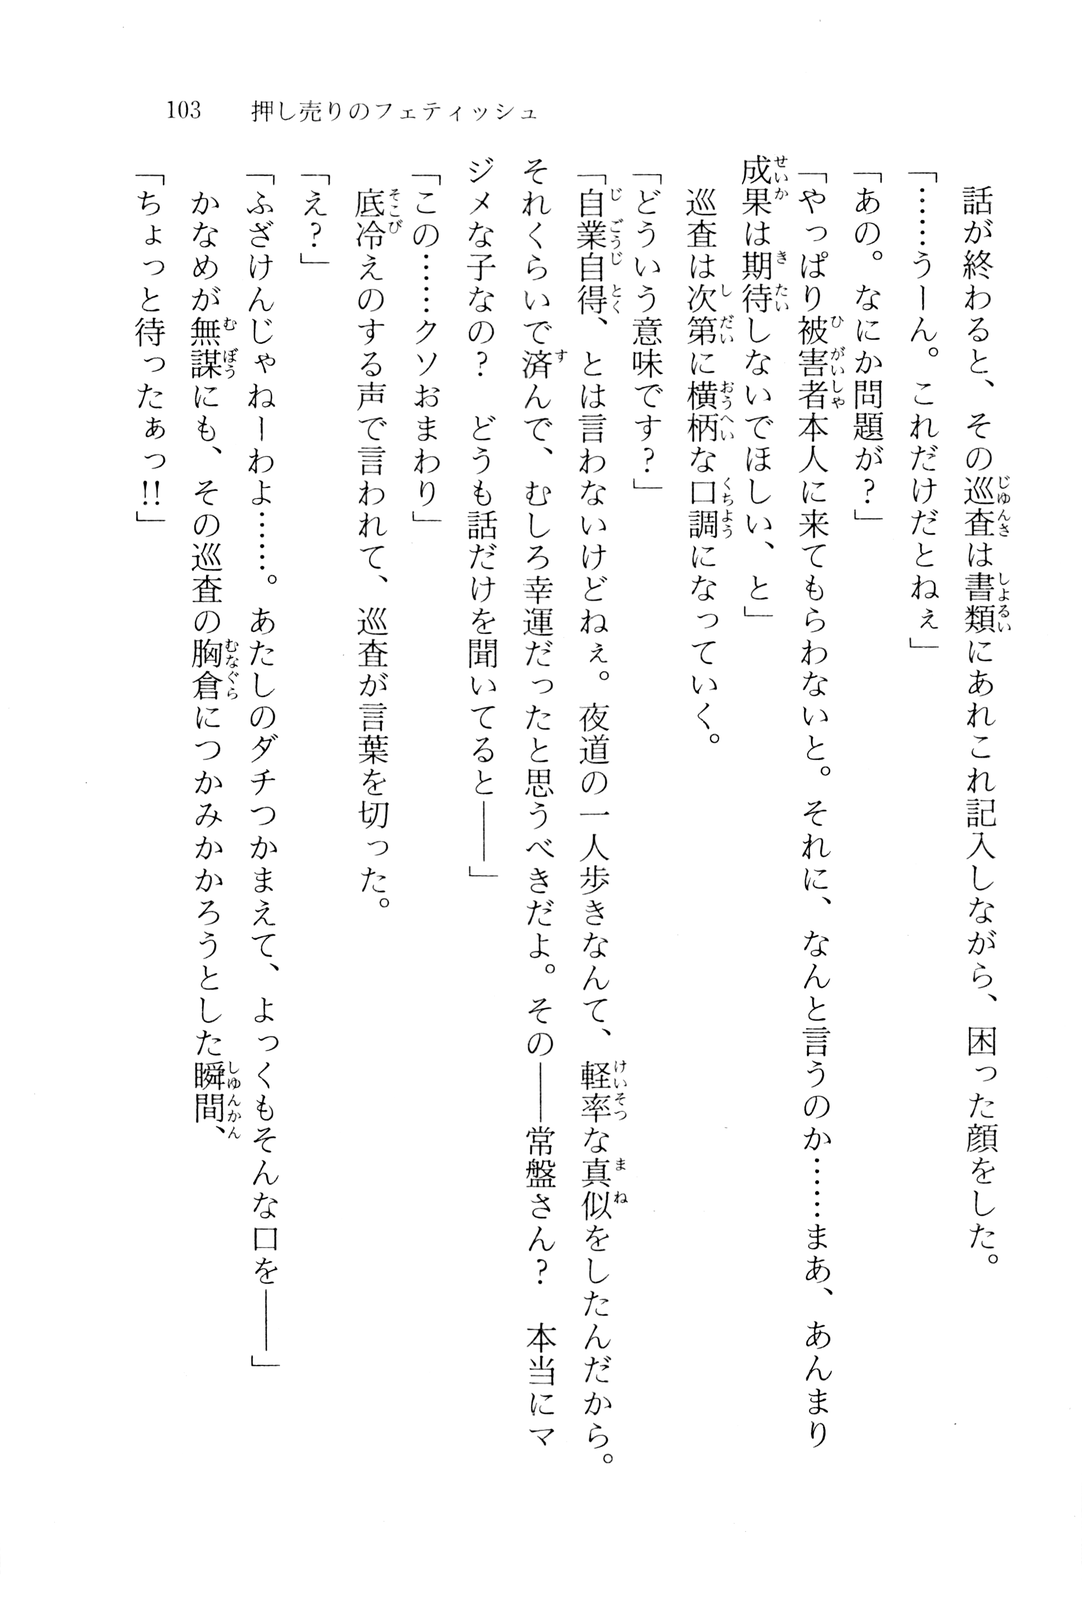 103　押し売りのフェティッシュ
話が終わると、その巡査は書類にあれこれ記入しながら、困った顔をした。
「……うーん。これだけだとねぇ」
「あの。なにか問題が？」
「やっぱり被害者本人に来てもらわないと。それに、なんと言うのか……まあ、あんまり
成果は期待しないでほしい、と」
巡査は次第に横柄な口調になっていく。
「どういう意味です？」
「自業自得、とは言わないけどねぇ。夜道の一人歩きなんて、軽率な真似をしたんだから。
それくらいで済んで、むしろ幸運だったと思うべきだよ。その――常盤さん？　本当にマ
ジメな子なの？　どうも話だけを聞いてると――」
「この……クソおまわり」
底冷えのする声で言われて、巡査が言葉を切った。
「え？」
「ふざけんじゃねーわよ……。あたしのダチつかまえて、よっくもそんな口を――」
かなめが無謀にも、その巡査の胸倉につかみかかろうとした瞬間、
「ちょっと待ったぁっ!!」